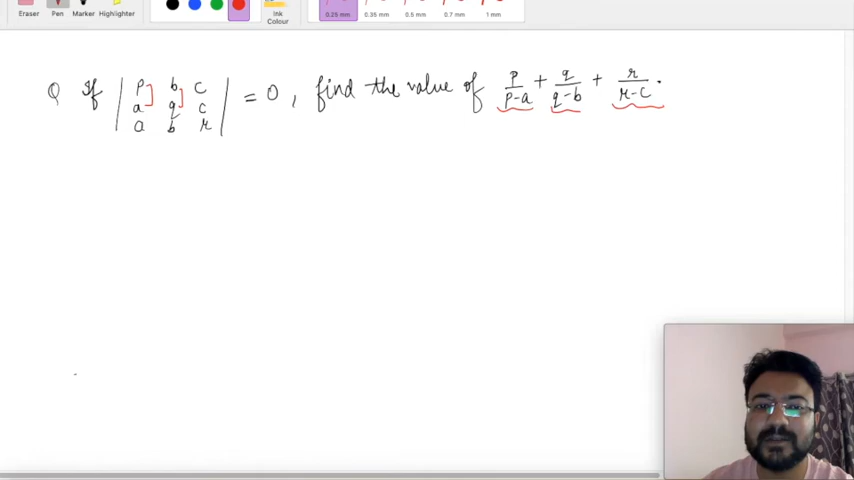 Eraser Pen Marker Highlighter Ink Colour 0.25 mm 0.35 mm 0.5 mm 0.7 mm 1 mm
Q If | p b c | = 0, find the value of p/p-a + q/q-b + r/r-c.
| a q c |
| a b r |